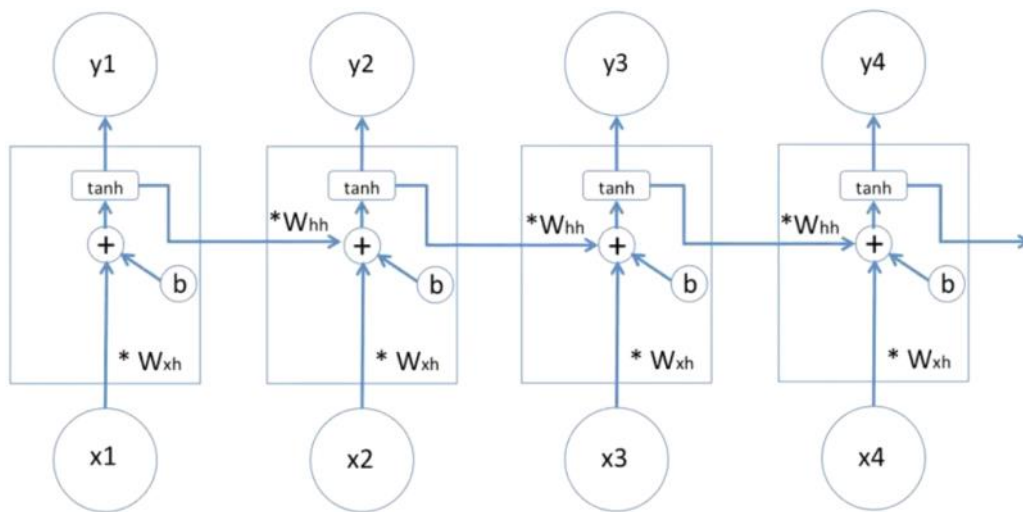 y1 y2 y3 y4
tanh tanh tanh tanh
*Whh *Whh *Whh
+ + + +
b b b b
* Wxh * Wxh * Wxh * Wxh
x1 x2 x3 x4